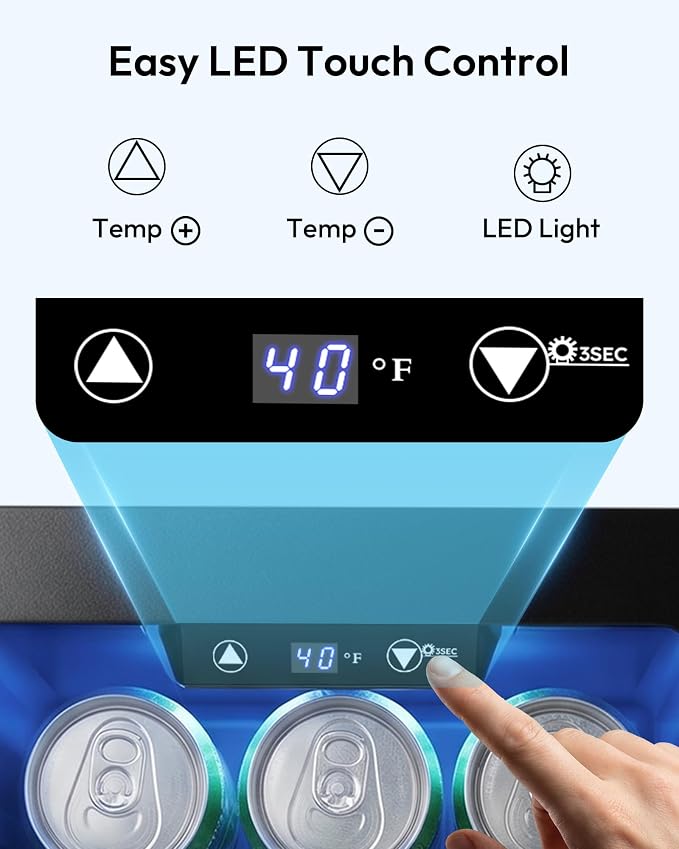 Easy LED Touch Control
Temp + Temp - LED Light
40 °F 3SEC
40 °F 3SEC